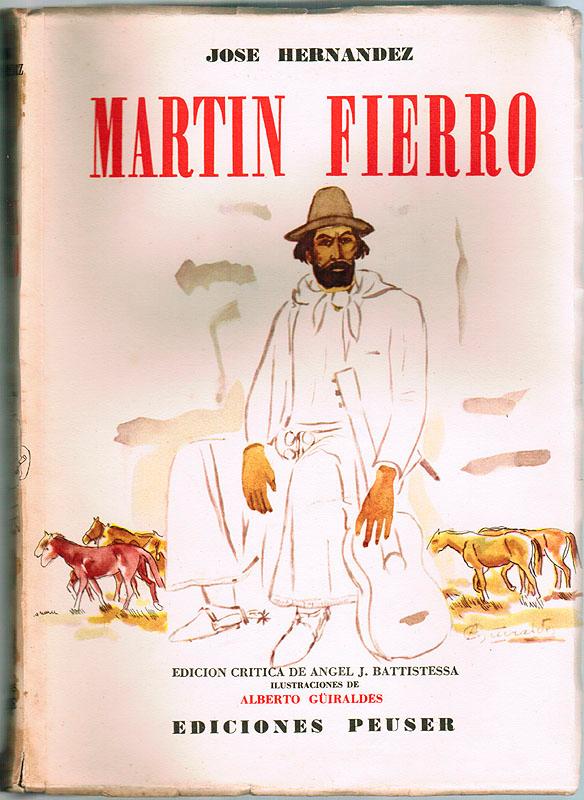 JOSE HERNANDEZ
MARTIN FIERRO
EDICION CRITICA DE ANGEL J. BATTISTESSA
ILUSTRACIONES DE
ALBERTO GÜIRALDES
EDICIONES PEUSER